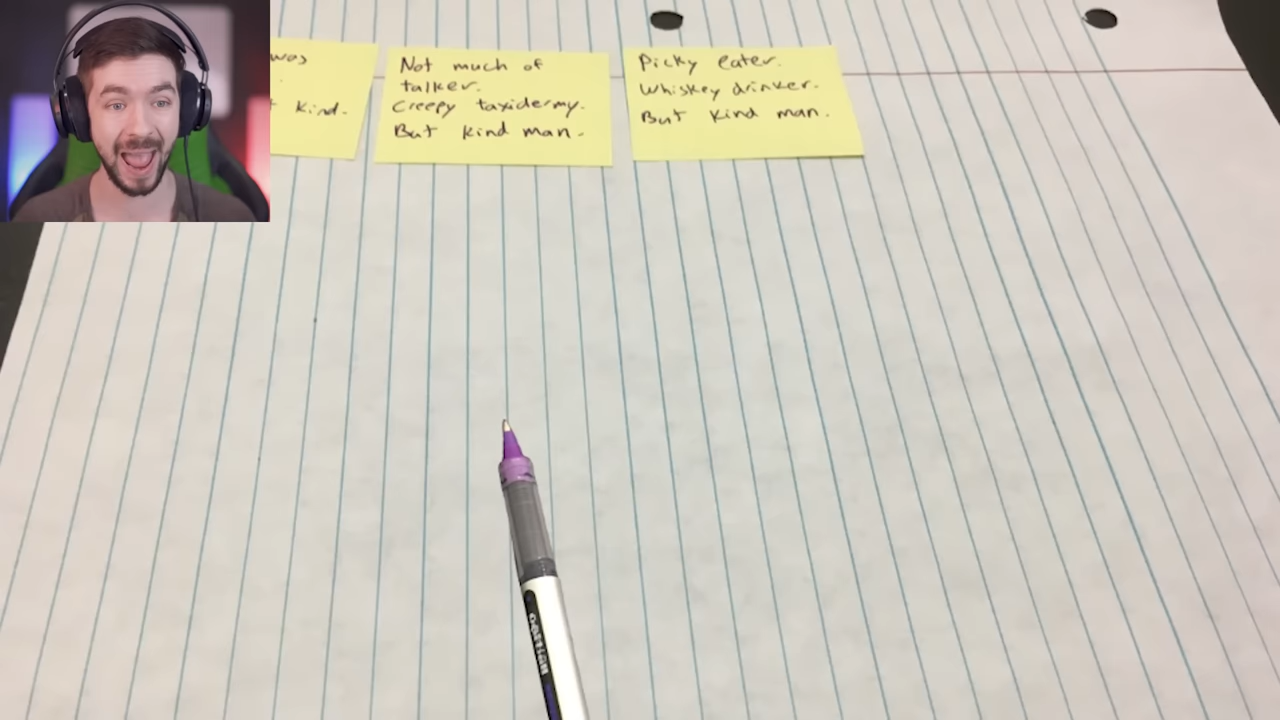 was
kind.
Not much of
talker.
Creepy taxidermy.
But kind man.
Picky eater.
Whiskey drinker.
But kind man.